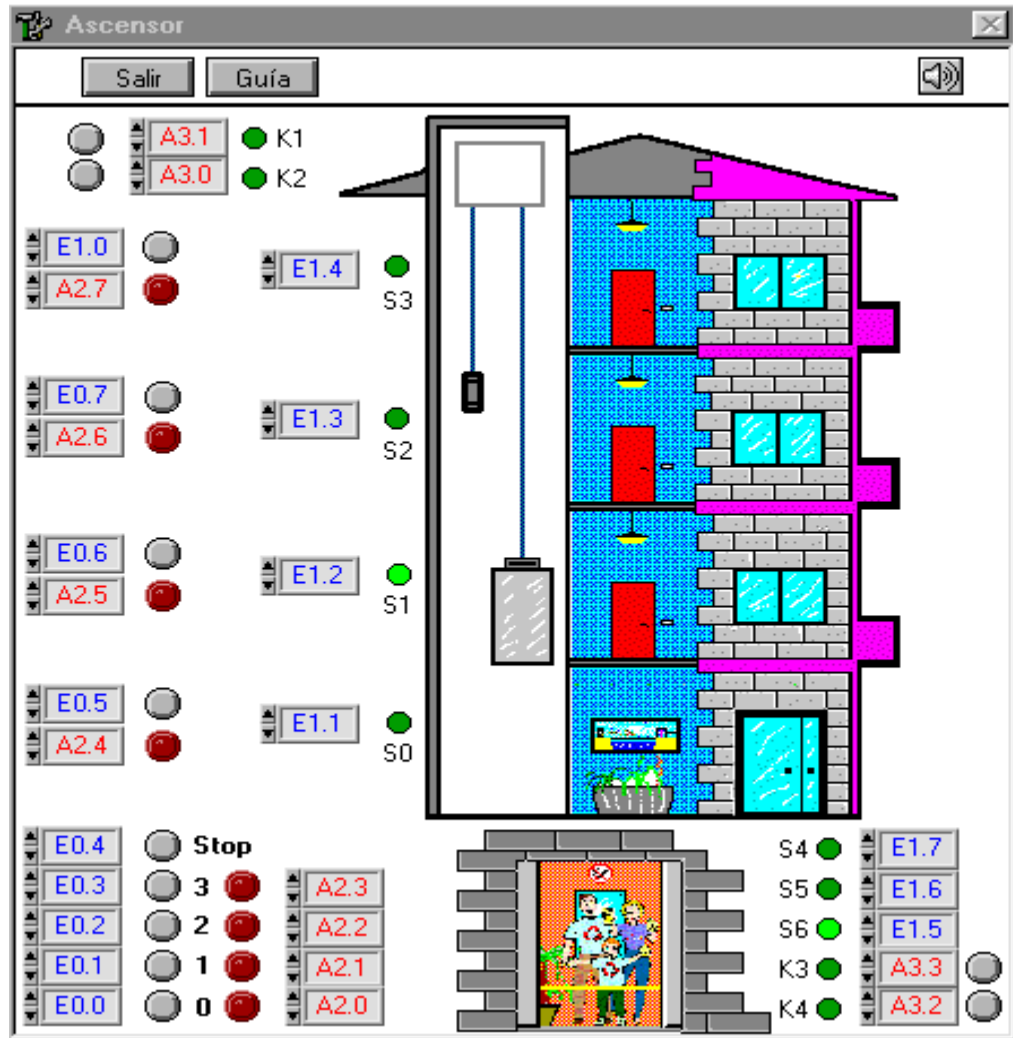 Ascensor
Salir Guía
A3.1 K1
A3.0 K2
E1.0
A2.7
E1.4
S3
E0.7
A2.6
E1.3
S2
E0.6
A2.5
E1.2
S1
E0.5
A2.4
E1.1
S0
E0.4 Stop
E0.3 3 A2.3
E0.2 2 A2.2
E0.1 1 A2.1
E0.0 0 A2.0
S4 E1.7
S5 E1.6
S6 E1.5
K3 A3.3
K4 A3.2